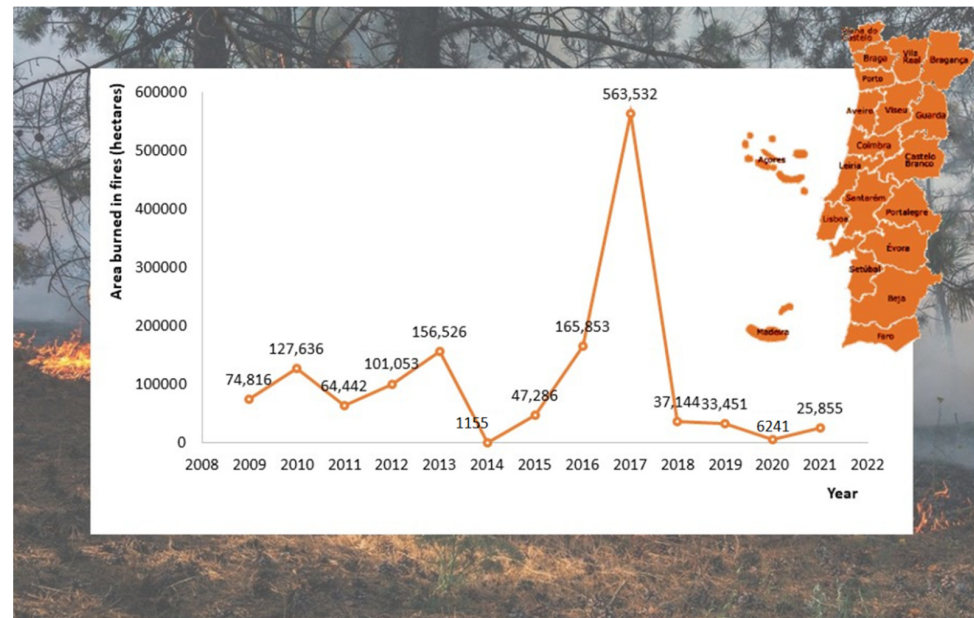 Area burned in fires (hectares)
600000
500000
400000
300000
200000
100000
0
2008 2009 2010 2011 2012 2013 2014 2015 2016 2017 2018 2019 2020 2021 2022
Year
74,816
127,636
64,442
101,053
156,526
1155
47,286
165,853
563,532
37,144
33,451
6241
25,855
Viana do
Castelo
Braga
Vila
Real
Bragança
Porto
Aveiro
Viseu
Guarda
Coimbra
Castelo
Branco
Leiria
Santarém
Portalegre
Lisboa
Évora
Setúbal
Beja
Faro
Açores
Madeira